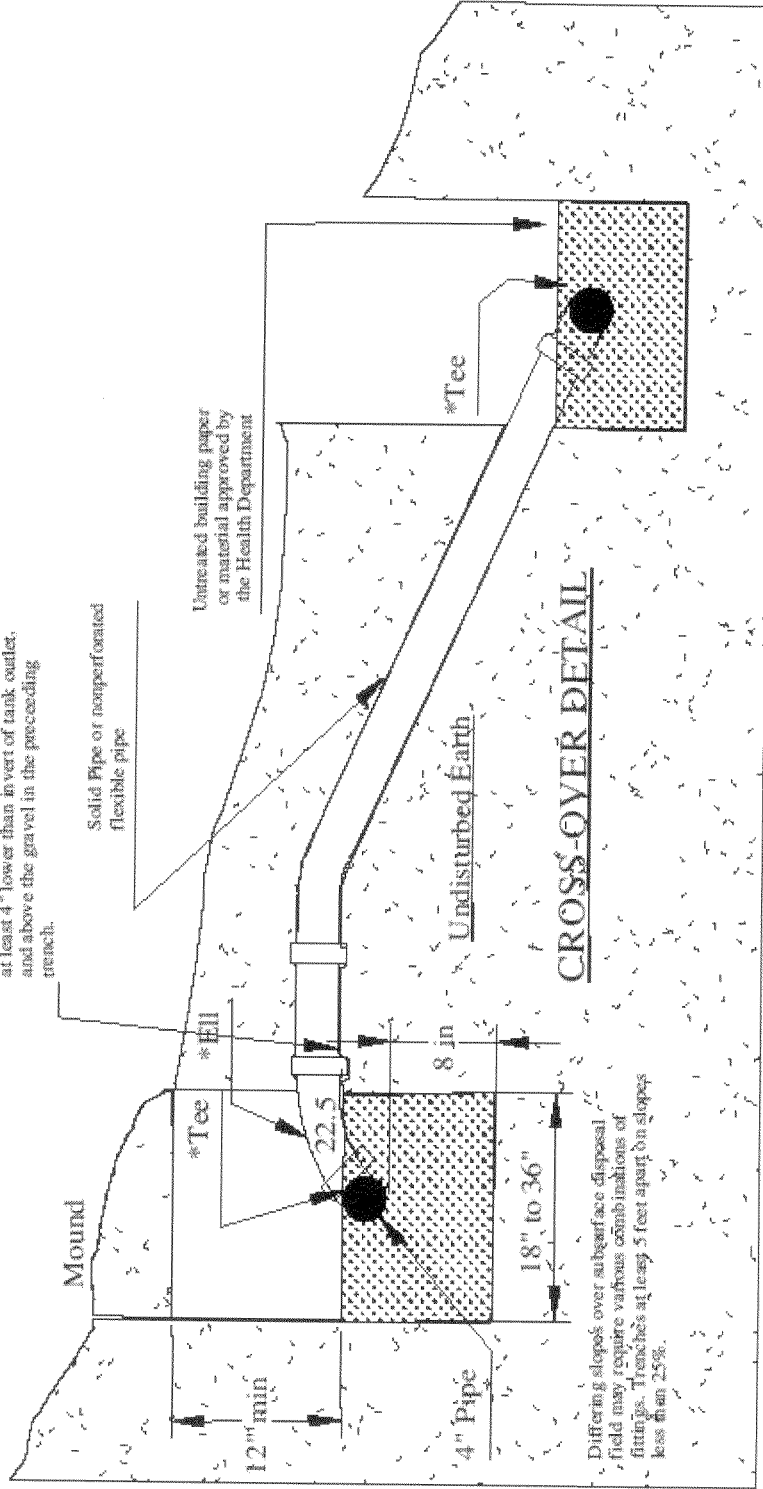 at least 4" lower than invert of tank outlet,
and above the gravel in the preceeding
trench.
Solid Pipe or nonperforated
flexible pipe
Untreated building paper
or material approved by
the Health Department
Mound
*Tee
*Ell
*Tee
22.5
12" min
8 in
Undisturbed Earth
4" Pipe
18" to 36"
CROSS-OVER DETAIL
Differing slopes over subsurface disposal
field may require various combinations of
fittings. Trenches at least 5 feet apart on slopes
less than 25%.